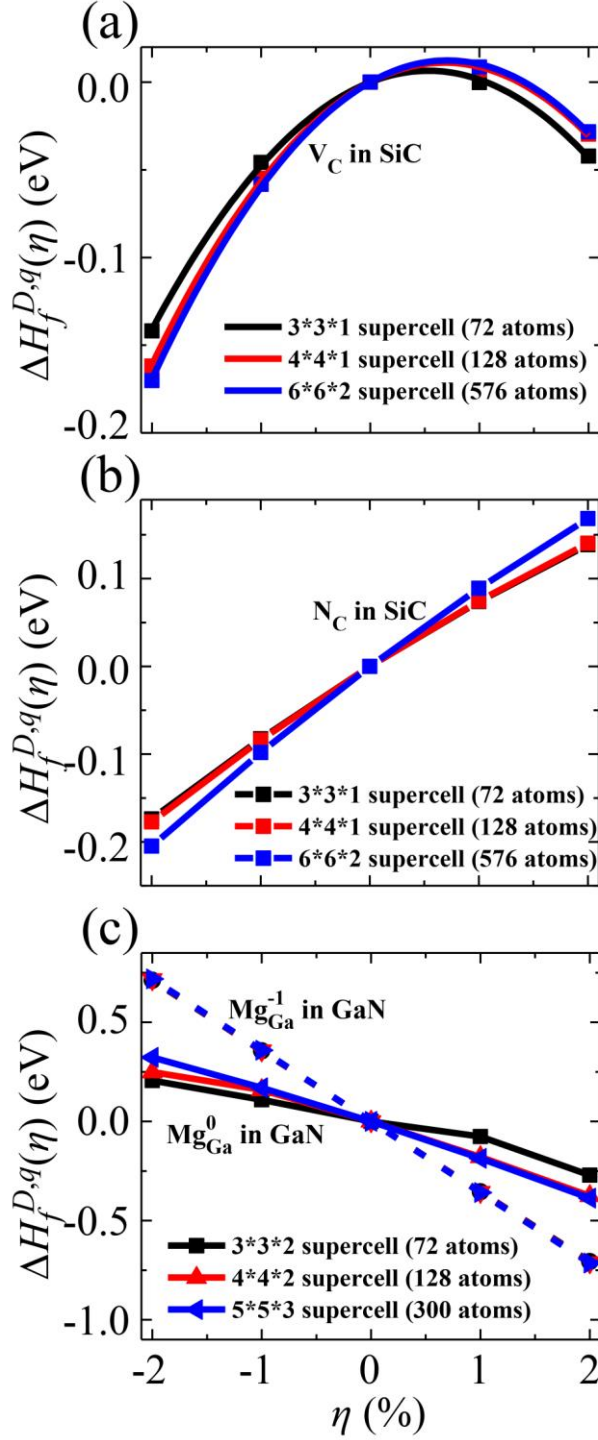 (a)
0.0
-0.1
-0.2
ΔH_f^{D,q}(η) (eV)
V_C in SiC
3*3*1 supercell (72 atoms)
4*4*1 supercell (128 atoms)
6*6*2 supercell (576 atoms)
(b)
0.1
0.0
-0.1
-0.2
ΔH_f^{D,q}(η) (eV)
N_C in SiC
3*3*1 supercell (72 atoms)
4*4*1 supercell (128 atoms)
6*6*2 supercell (576 atoms)
(c)
0.5
0.0
-0.5
-1.0
ΔH_f^{D,q}(η) (eV)
Mg_Ga^-1 in GaN
Mg_Ga^0 in GaN
3*3*2 supercell (72 atoms)
4*4*2 supercell (128 atoms)
5*5*3 supercell (300 atoms)
-2 -1 0 1 2
η (%)